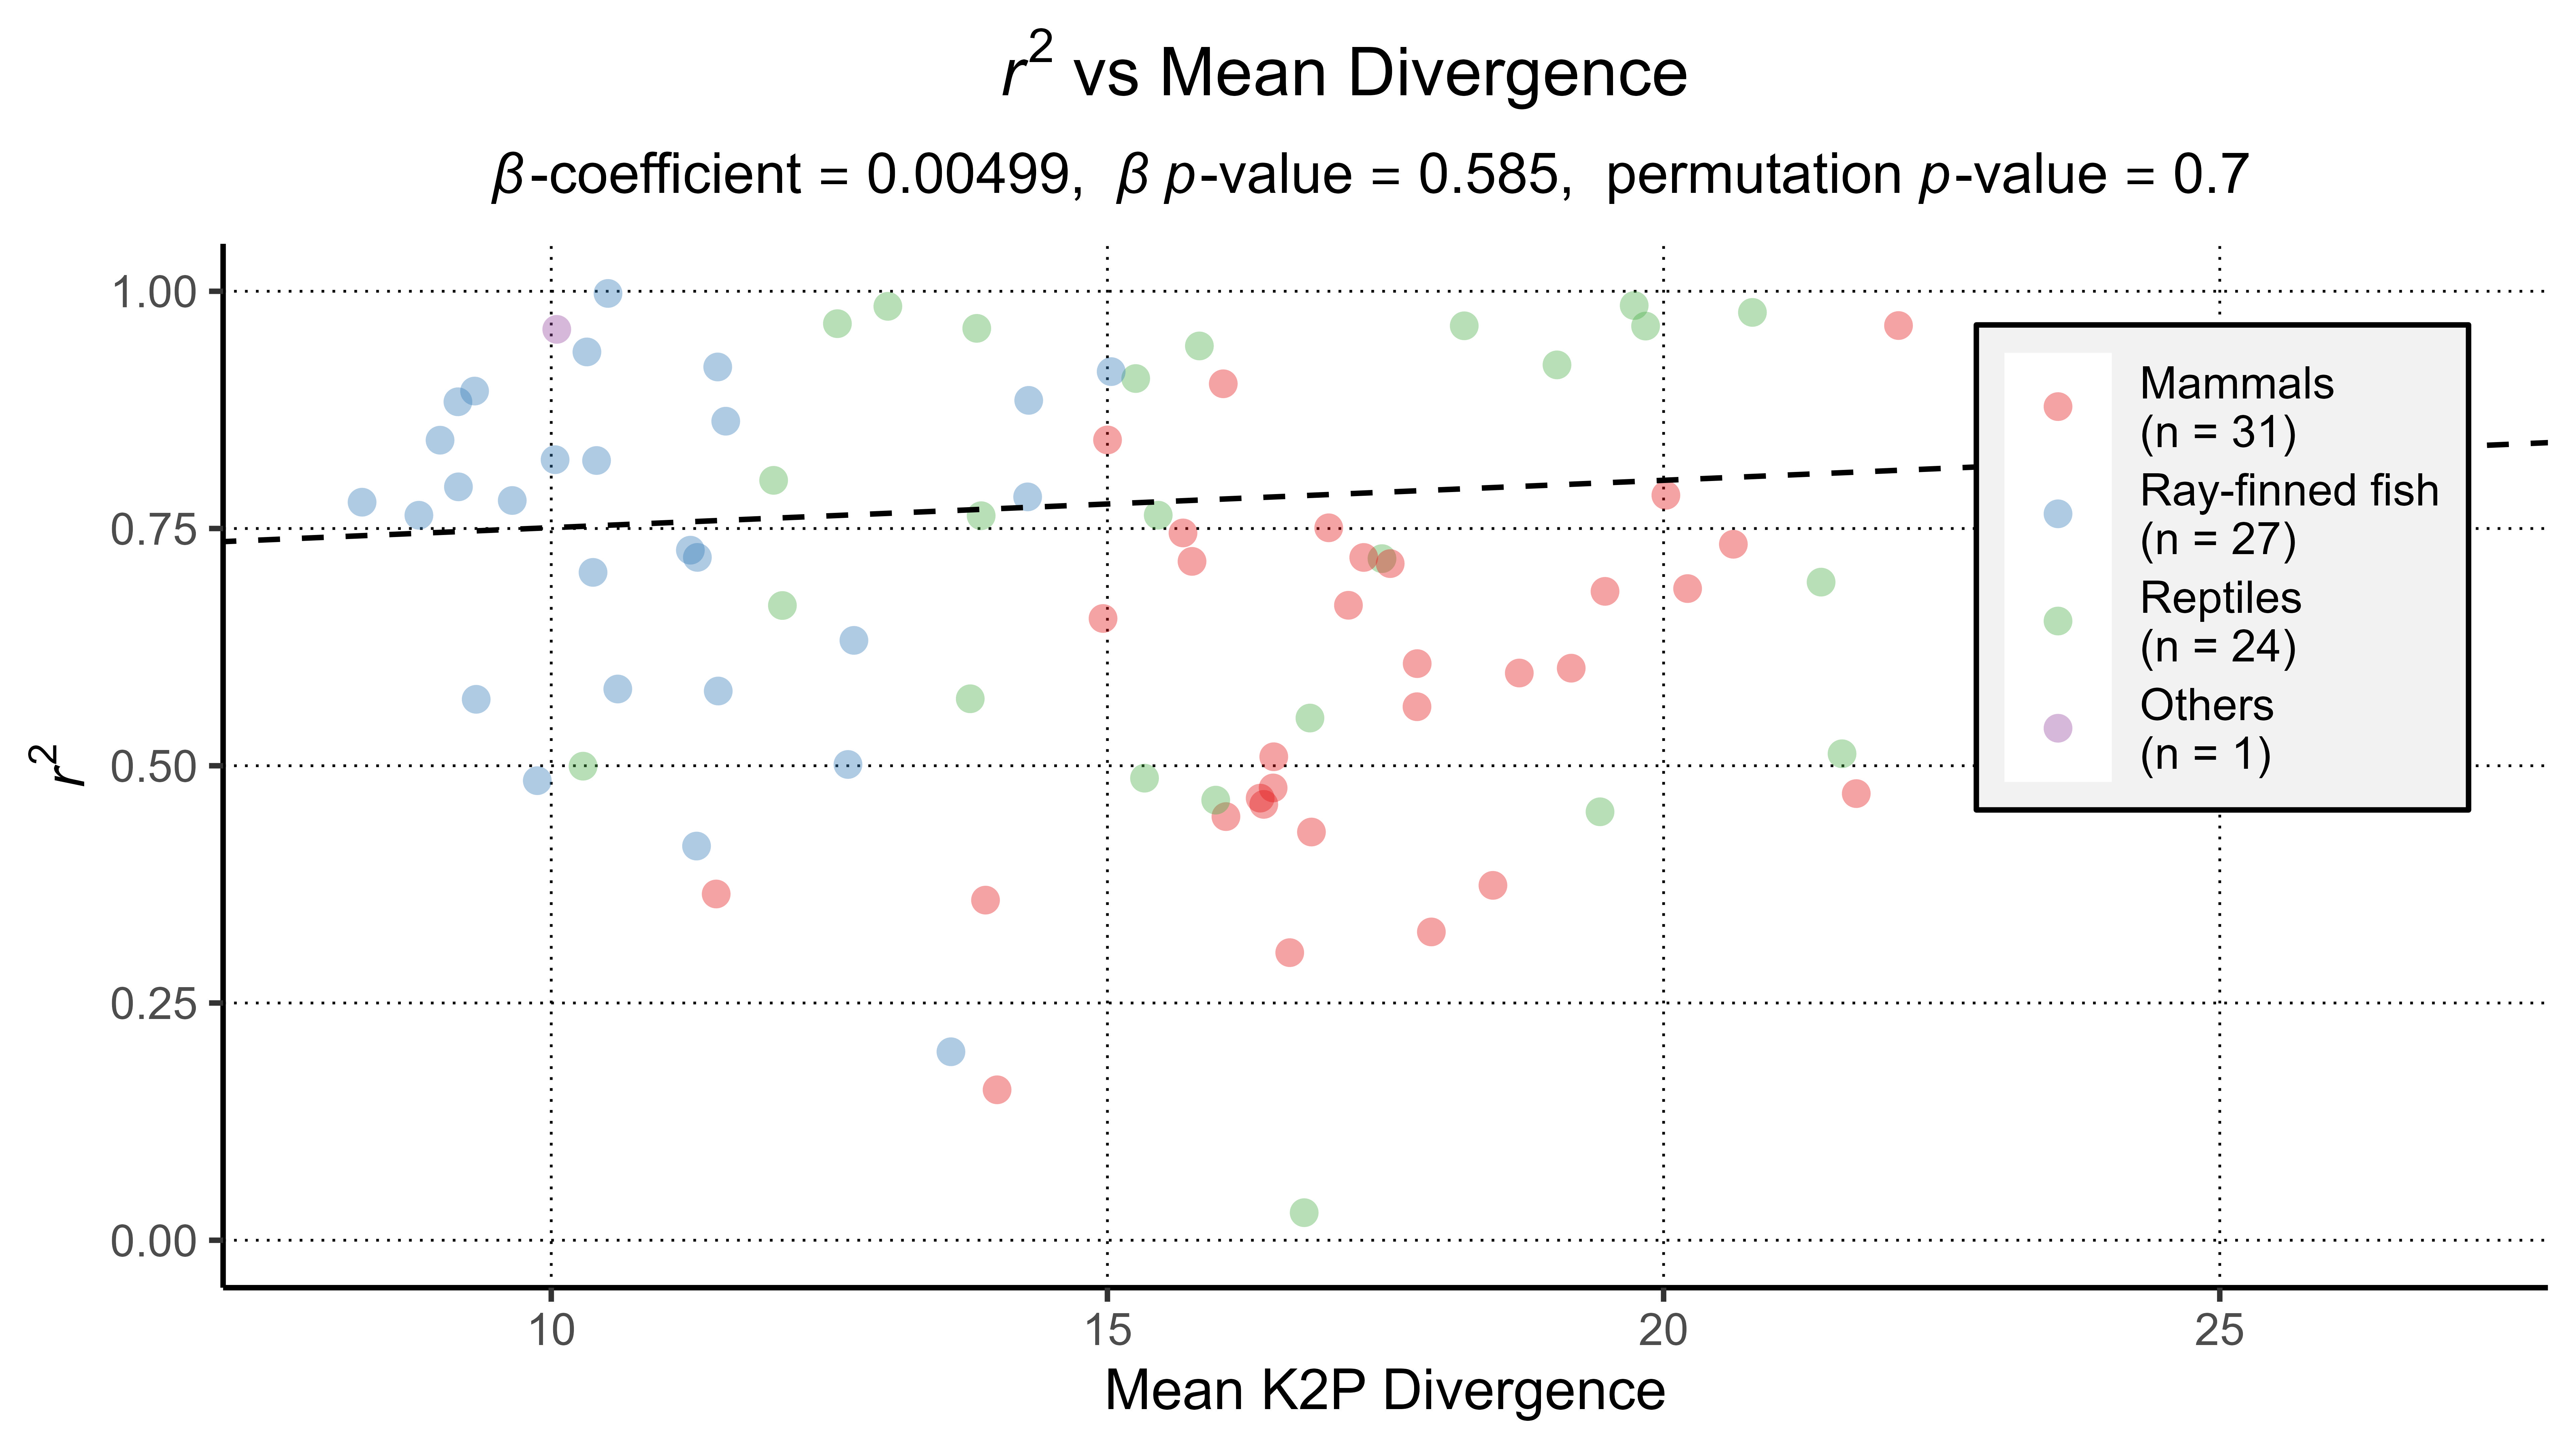 r² vs Mean Divergence
β-coefficient = 0.00499, β p-value = 0.585, permutation p-value = 0.7
1.00
0.75
0.50
0.25
0.00
r²
Mammals
(n = 31)
Ray-finned fish
(n = 27)
Reptiles
(n = 24)
Others
(n = 1)
10 15 20 25
Mean K2P Divergence